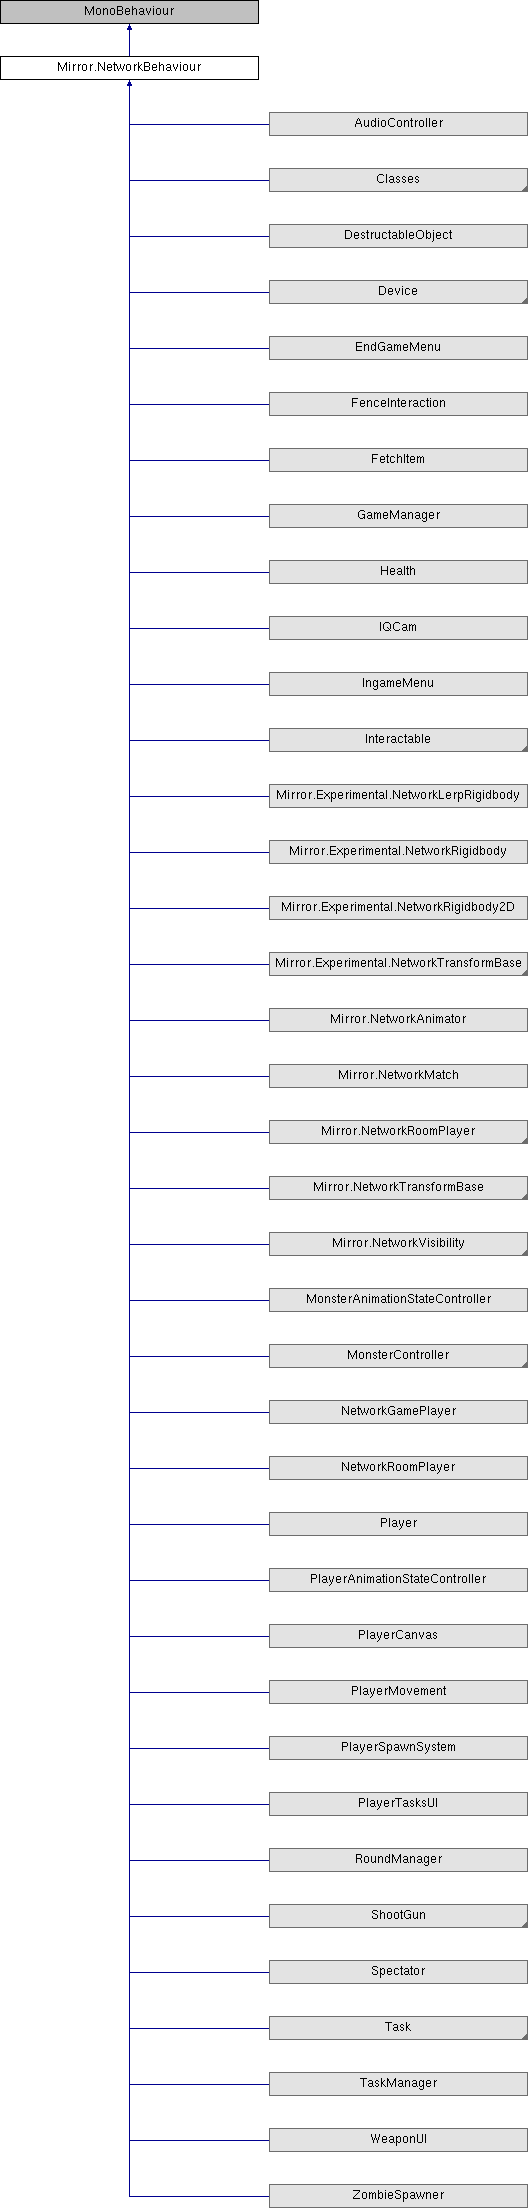 MonoBehaviour
Mirror.NetworkBehaviour
AudioController
Classes
DestructableObject
Device
EndGameMenu
FenceInteraction
FetchItem
GameManager
Health
IQCam
IngameMenu
Interactable
Mirror.Experimental.NetworkLerpRigidbody
Mirror.Experimental.NetworkRigidbody
Mirror.Experimental.NetworkRigidbody2D
Mirror.Experimental.NetworkTransformBase
Mirror.NetworkAnimator
Mirror.NetworkMatch
Mirror.NetworkRoomPlayer
Mirror.NetworkTransformBase
Mirror.NetworkVisibility
MonsterAnimationStateController
MonsterController
NetworkGamePlayer
NetworkRoomPlayer
Player
PlayerAnimationStateController
PlayerCanvas
PlayerMovement
PlayerSpawnSystem
PlayerTasksUI
RoundManager
ShootGun
Spectator
Task
TaskManager
WeaponUI
ZombieSpawner